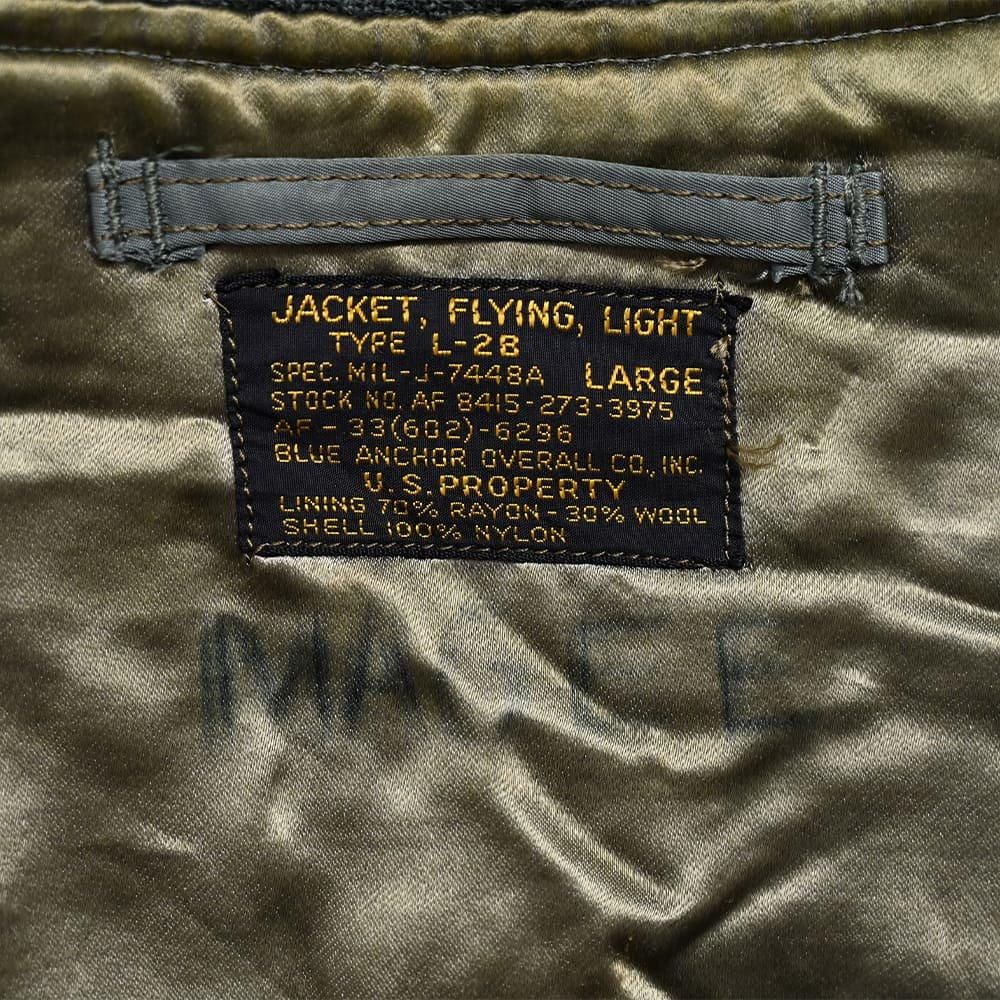 JACKET, FLYING, LIGHT
TYPE L-2B
SPEC. MIL-J-7448A LARGE
STOCK NO. AF 8415-273-3975
AF-33(602)-6296
BLUE ANCHOR OVERALL CO., INC.
U.S. PROPERTY
LINING 70% RAYON - 30% WOOL
SHELL 100% NYLON